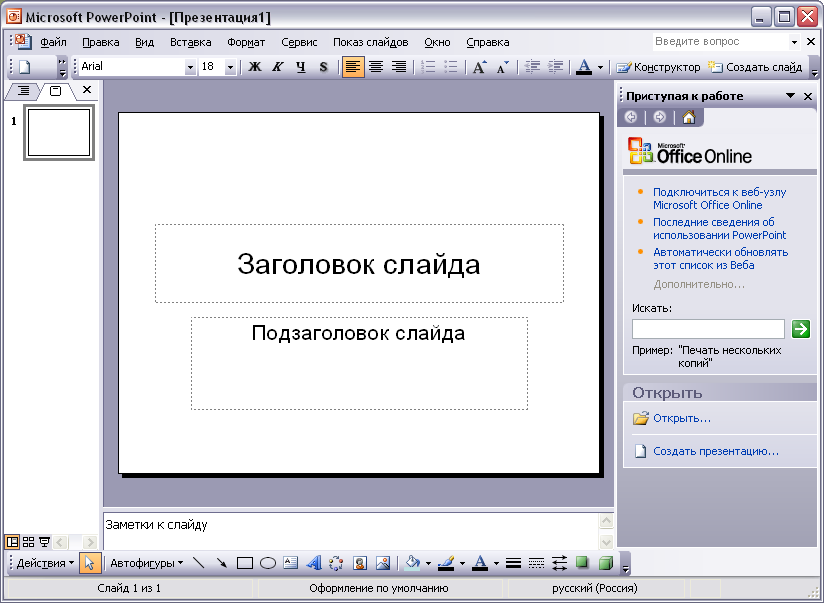 Microsoft PowerPoint - [Презентация1]
Файл Правка Вид Вставка Формат Сервис Показ слайдов Окно Справка Введите вопрос
Arial 18 Ж К Ч S A A A Конструктор Создать слайд
Приступая к работе
1
Microsoft
Office Online
Подключиться к веб-узлу
Microsoft Office Online
Последние сведения об
использовании PowerPoint
Автоматически обновлять
этот список из Веба
Дополнительно...
Искать:
Пример: "Печать нескольких
копий"
Открыть
Открыть...
Создать презентацию...
Заголовок слайда
Подзаголовок слайда
Заметки к слайду
Действия Автофигуры A A
Слайд 1 из 1 Оформление по умолчанию русский (Россия)